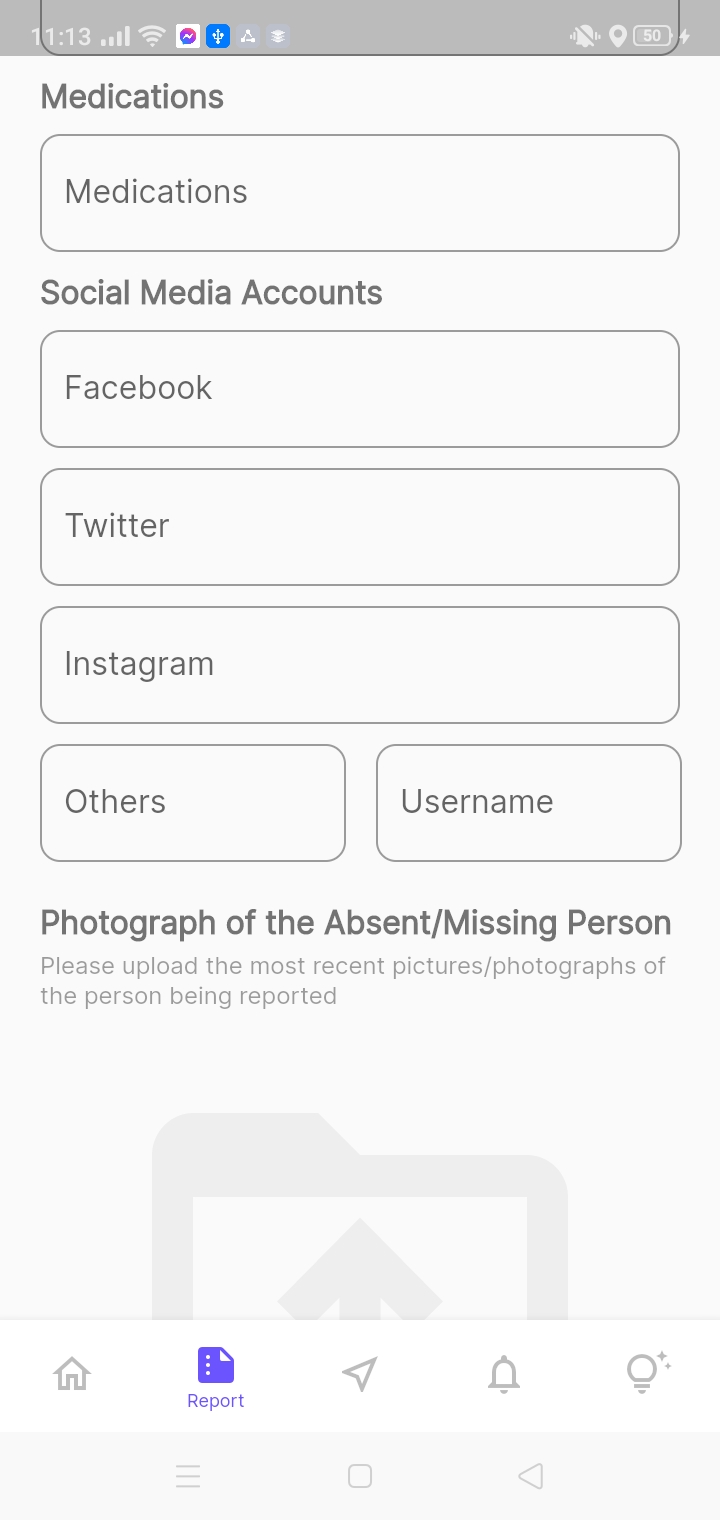 11:13
50
Medications
Medications
Social Media Accounts
Facebook
Twitter
Instagram
Others
Username
Photograph of the Absent/Missing Person
Please upload the most recent pictures/photographs of
the person being reported
Report